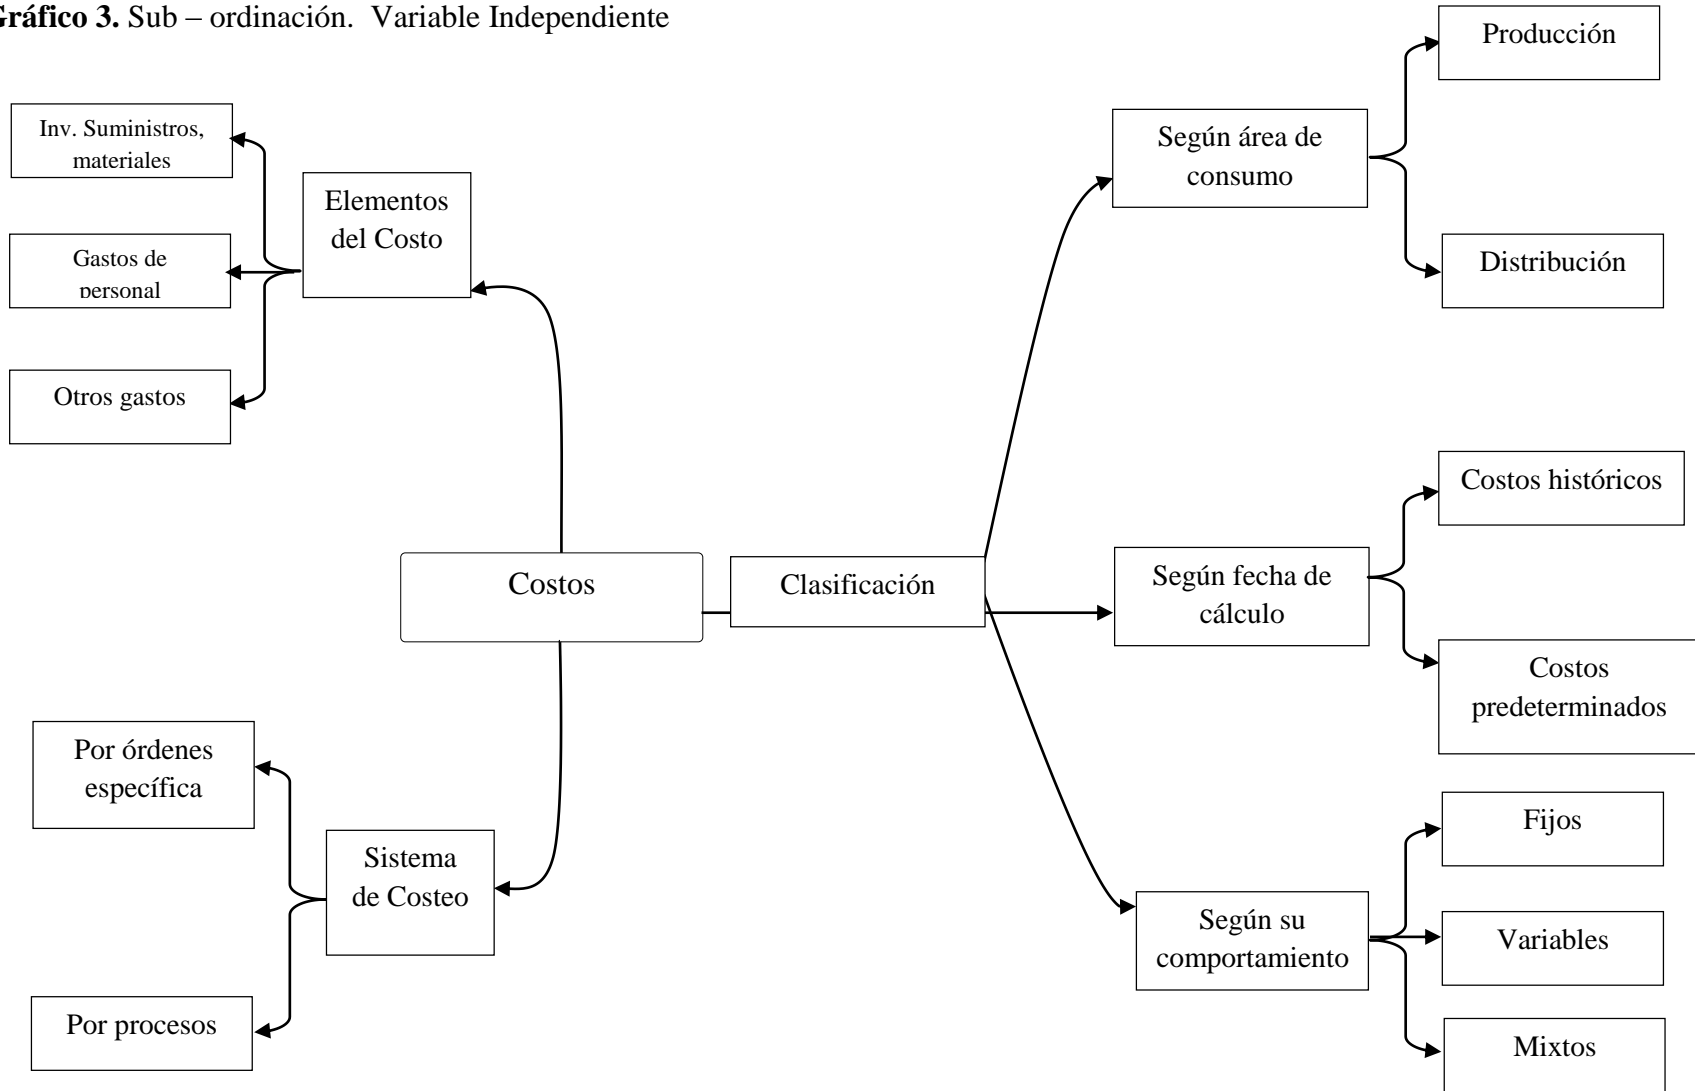 Gráfico 3. Sub – ordinación. Variable Independiente
Producción
Inv. Suministros,
materiales
Según área de
consumo
Elementos
del Costo
Gastos de
personal
Distribución
Otros gastos
Costos históricos
Costos
Clasificación
Según fecha de
cálculo
Costos
predeterminados
Por órdenes
específica
Fijos
Sistema
de Costeo
Según su
comportamiento
Variables
Por procesos
Mixtos